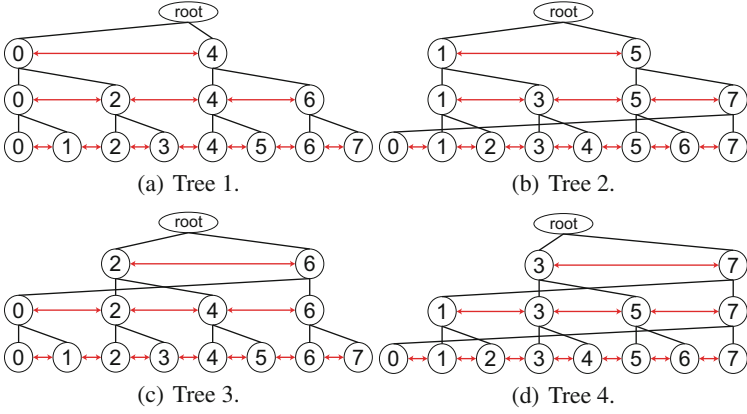 root root
0 4 1 5
0 2 4 6 1 3 5 7
0 1 2 3 4 5 6 7 0 1 2 3 4 5 6 7
(a) Tree 1. (b) Tree 2.
root root
2 6 3 7
0 2 4 6 1 3 5 7
0 1 2 3 4 5 6 7 0 1 2 3 4 5 6 7
(c) Tree 3. (d) Tree 4.